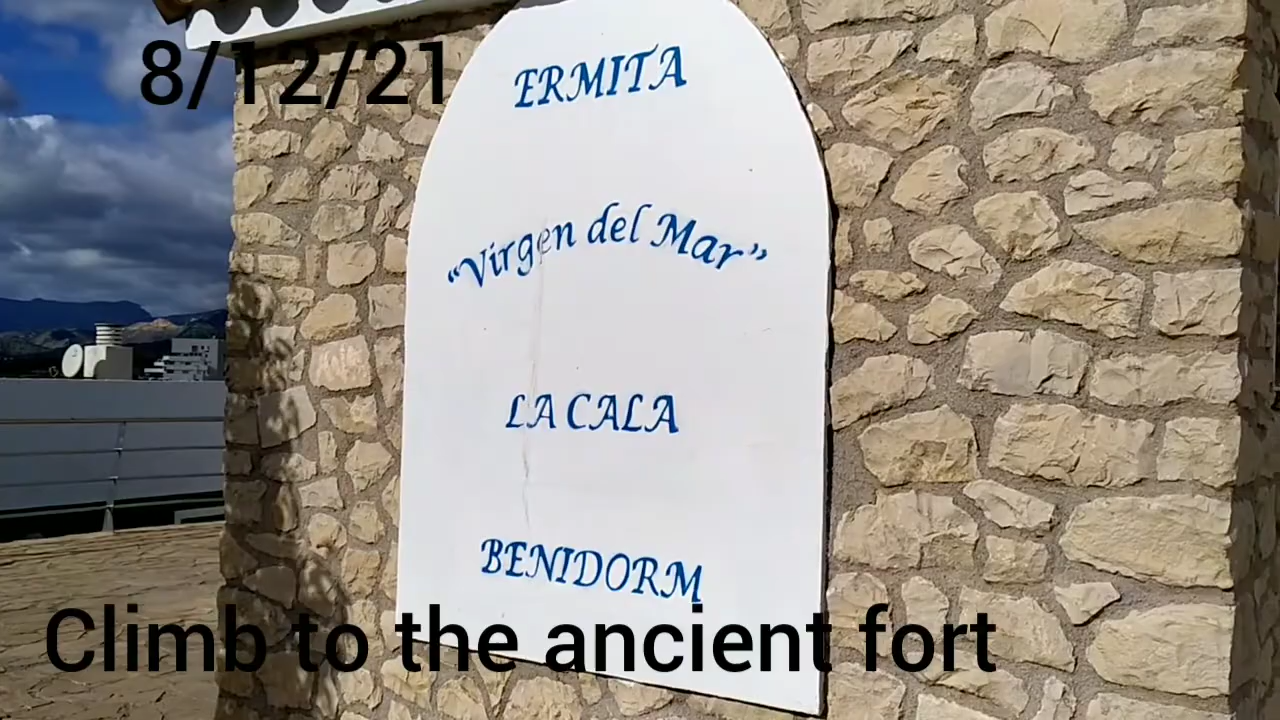 8/12/21
ERMITA
“Virgen del Mar”
LA CALA
BENIDORM
Climb to the ancient fort